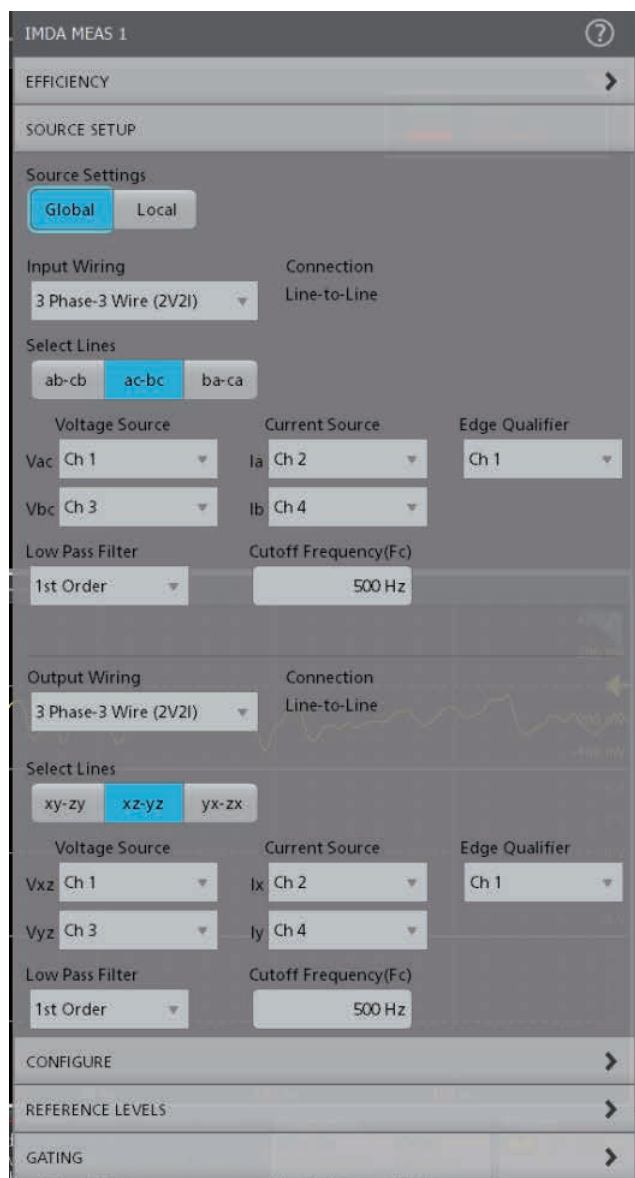 IMDA MEAS 1 ?
EFFICIENCY
SOURCE SETUP
Source Settings
Global Local
Input Wiring Connection
3 Phase-3 Wire (2V2I) Line-to-Line
Select Lines
ab-cb ac-bc ba-ca
Voltage Source Current Source Edge Qualifier
Vac Ch 1 Ia Ch 2 Ch 1
Vbc Ch 3 Ib Ch 4
Low Pass Filter Cutoff Frequency(Fc)
1st Order 500 Hz
Output Wiring Connection
3 Phase-3 Wire (2V2I) Line-to-Line
Select Lines
xy-zy xz-yz yx-zx
Voltage Source Current Source Edge Qualifier
Vxz Ch 1 Ix Ch 2 Ch 1
Vyz Ch 3 Iy Ch 4
Low Pass Filter Cutoff Frequency(Fc)
1st Order 500 Hz
CONFIGURE
REFERENCE LEVELS
GATING